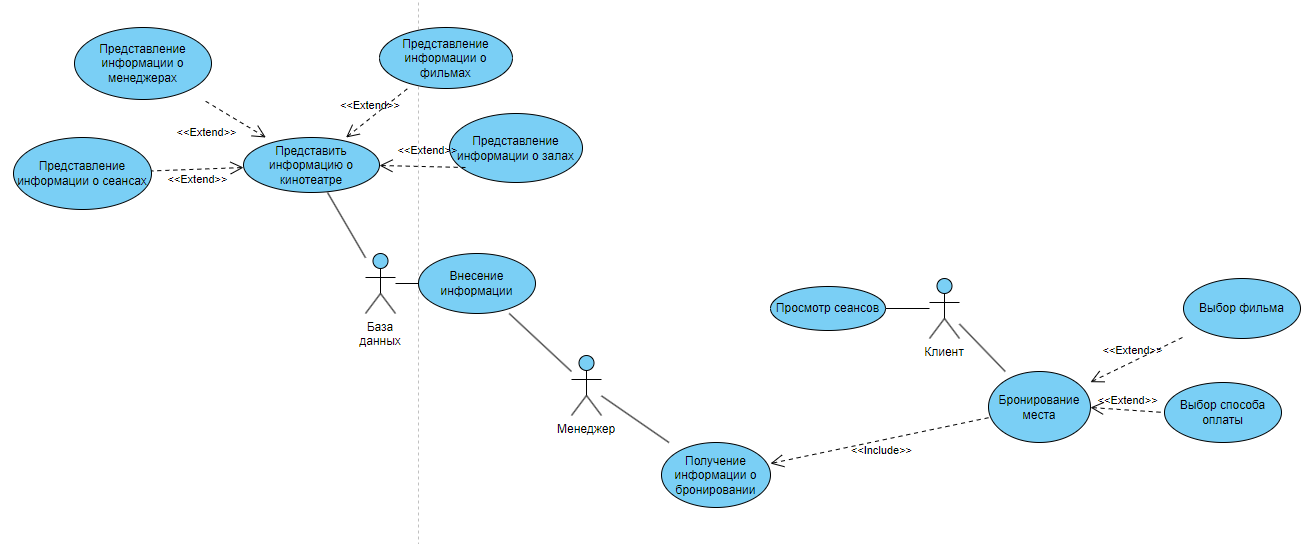 Представление
информации о
менеджерах
Представление
информации о
фильмах
<<Extend>>
<<Extend>>
Представление
информации о сеансах
<<Extend>>
Представить
информацию о
кинотеатре
<<Extend>>
Представление
информации о залах
База
данных
Внесение
информации
Менеджер
Просмотр сеансов
Клиент
Выбор фильма
<<Extend>>
Бронирование
места
<<Extend>>
Выбор способа
оплаты
<<Include>>
Получение
информации о
бронировании